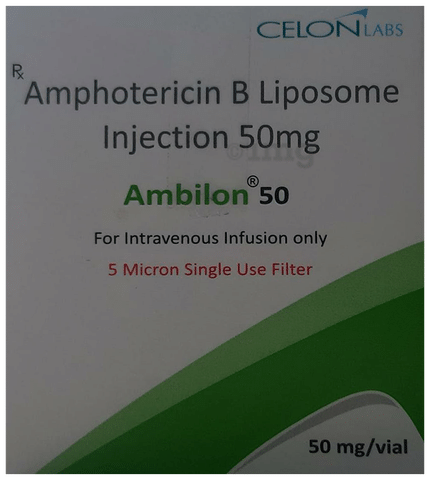 CELON LABS
Rx
Amphotericin B Liposome
Injection 50mg
Ambilon® 50
For Intravenous Infusion only
5 Micron Single Use Filter
50 mg/vial